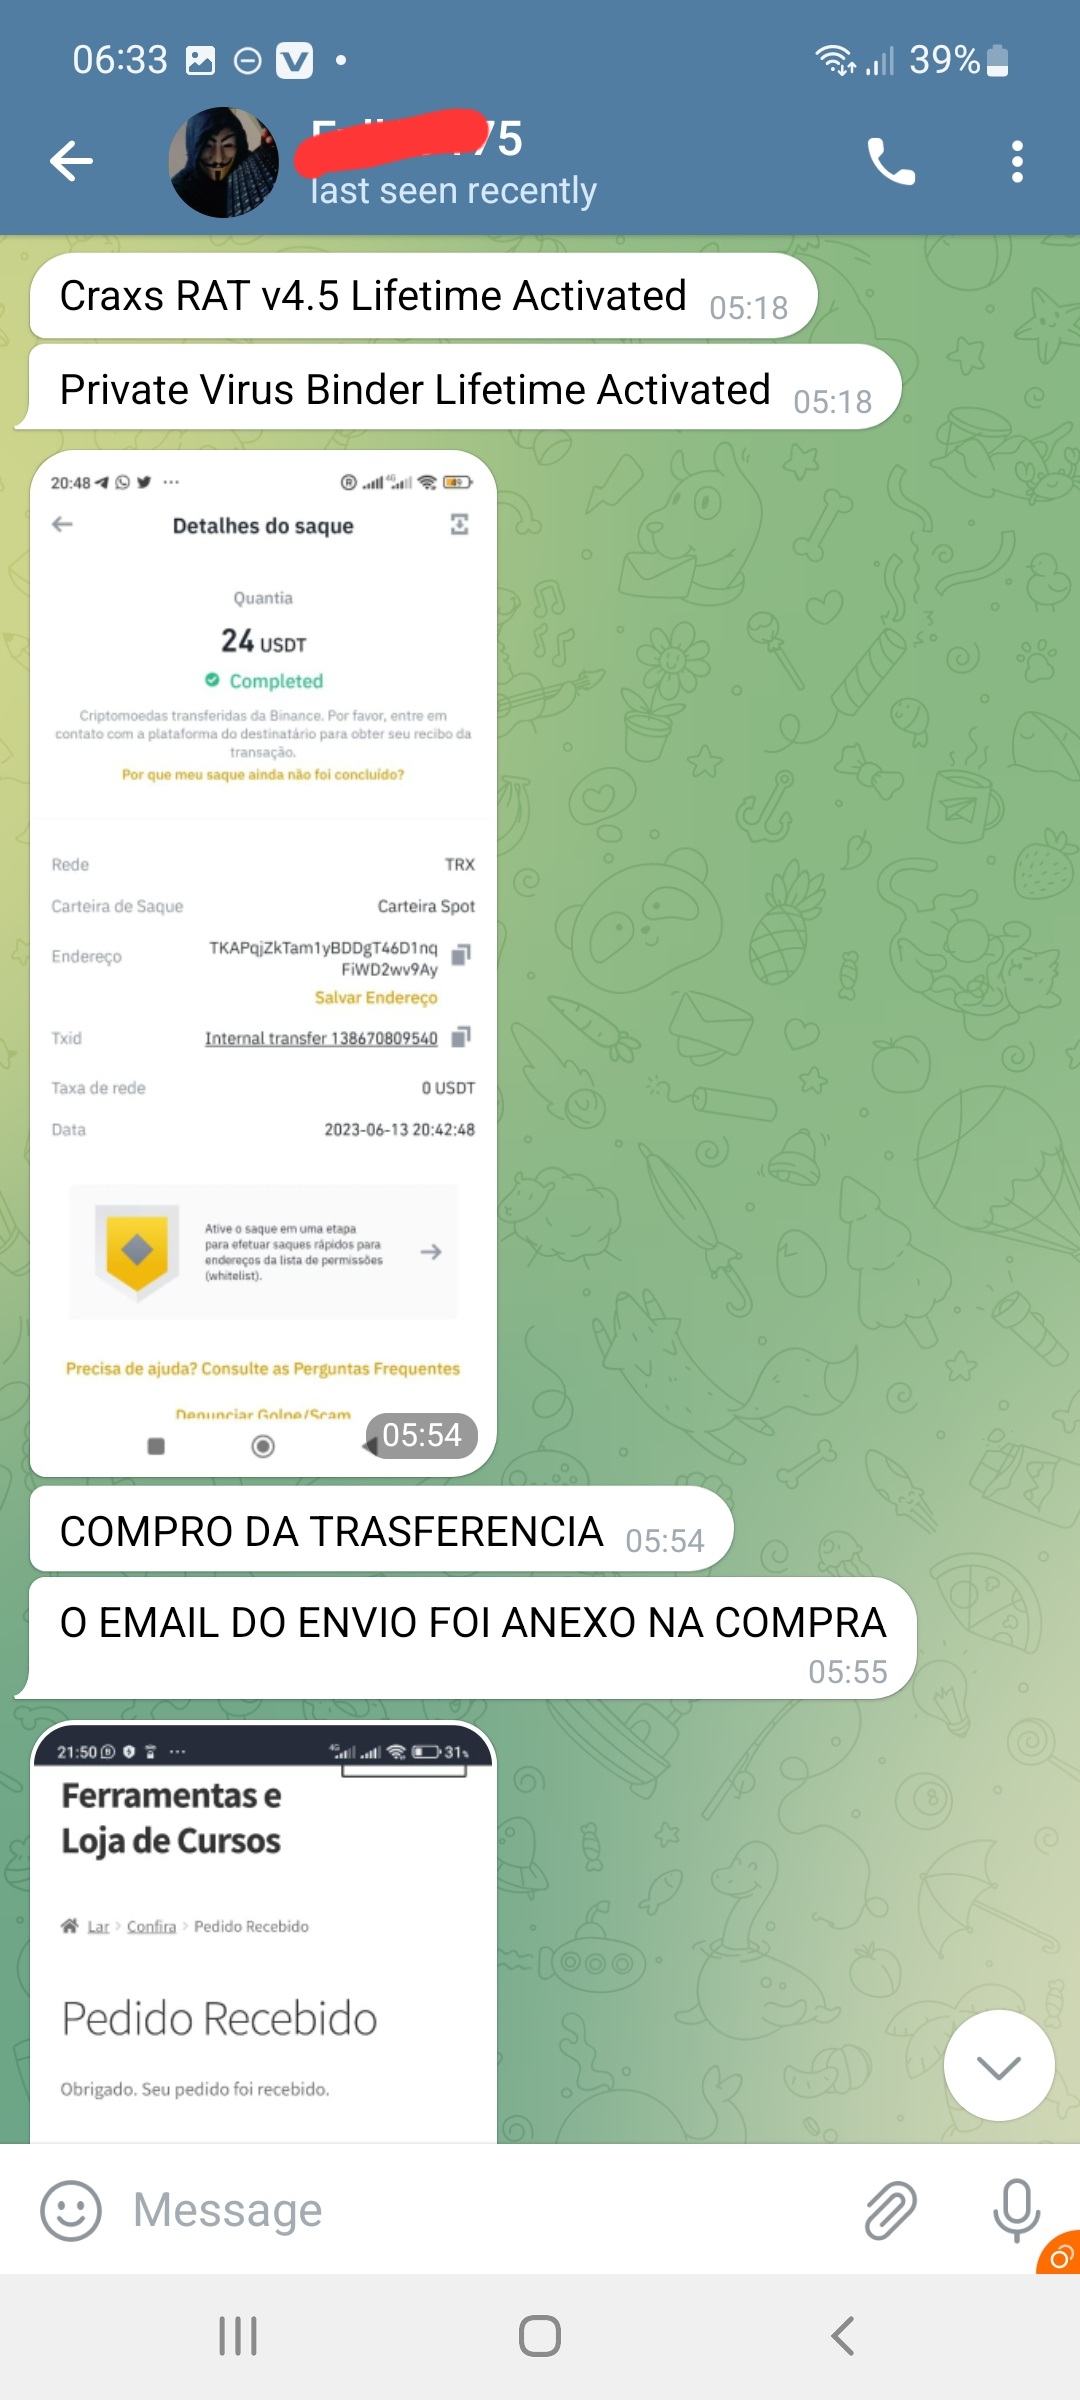 06:33
39%
75
last seen recently
Craxs RAT v4.5 Lifetime Activated 05:18
Private Virus Binder Lifetime Activated 05:18
20:48
Detalhes do saque
Quantia
24 USDT
Completed
Criptomoedas transferidas da Binance. Por favor, entre em
contato com a plataforma do destinatário para obter seu recibo da
transação.
Por que meu saque ainda não foi concluído?
Rede TRX
Carteira de Saque Carteira Spot
Endereço TKAPqjZkTam1yBDDgT46D1nq
FiWD2wv9Ay
Salvar Endereço
Txid Internal transfer 138670809540
Taxa de rede 0 USDT
Data 2023-06-13 20:42:48
Ative o saque em uma etapa
para efetuar saques rápidos para
endereços da lista de permissões
(whitelist).
Precisa de ajuda? Consulte as Perguntas Frequentes
Denunciar Golpe/Scam
05:54
COMPRO DA TRASFERENCIA 05:54
O EMAIL DO ENVIO FOI ANEXO NA COMPRA
05:55
21:50 4G 31%
Ferramentas e
Loja de Cursos
Lar > Confira > Pedido Recebido
Pedido Recebido
Obrigado. Seu pedido foi recebido.
Message